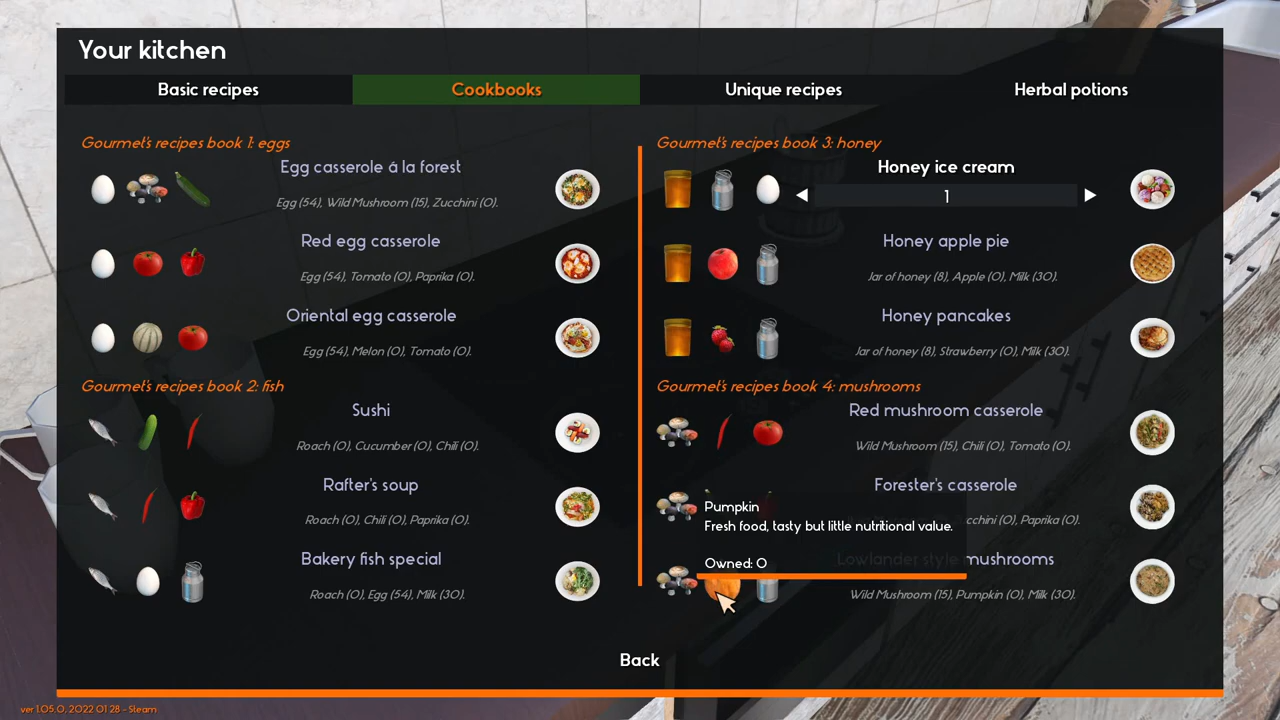 Your kitchen
Basic recipes
Cookbooks
Unique recipes
Herbal potions
Gourmet's recipes book 1: eggs
Egg casserole á la forest
Egg (54), Wild Mushroom (15), Zucchini (0).
Red egg casserole
Egg (54), Tomato (0), Paprika (0).
Oriental egg casserole
Egg (54), Melon (0), Tomato (0).
Gourmet's recipes book 2: fish
Sushi
Roach (0), Cucumber (0), Chili (0).
Rafter's soup
Roach (0), Chili (0), Paprika (0).
Bakery fish special
Roach (0), Egg (54), Milk (30).
Gourmet's recipes book 3: honey
Honey ice cream
1
Honey apple pie
Jar of honey (8), Apple (0), Milk (30).
Honey pancakes
Jar of honey (8), Strawberry (0), Milk (30).
Gourmet's recipes book 4: mushrooms
Red mushroom casserole
Wild Mushroom (15), Chili (0), Tomato (0).
Forester's casserole
cchini (0), Paprika (0).
Pumpkin
Fresh food, tasty but little nutritional value.
Owned: 0
Lowlander style mushrooms
Wild Mushroom (15), Pumpkin (0), Milk (30).
Back
ver 1.05.0, 2022 01 28 - Steam